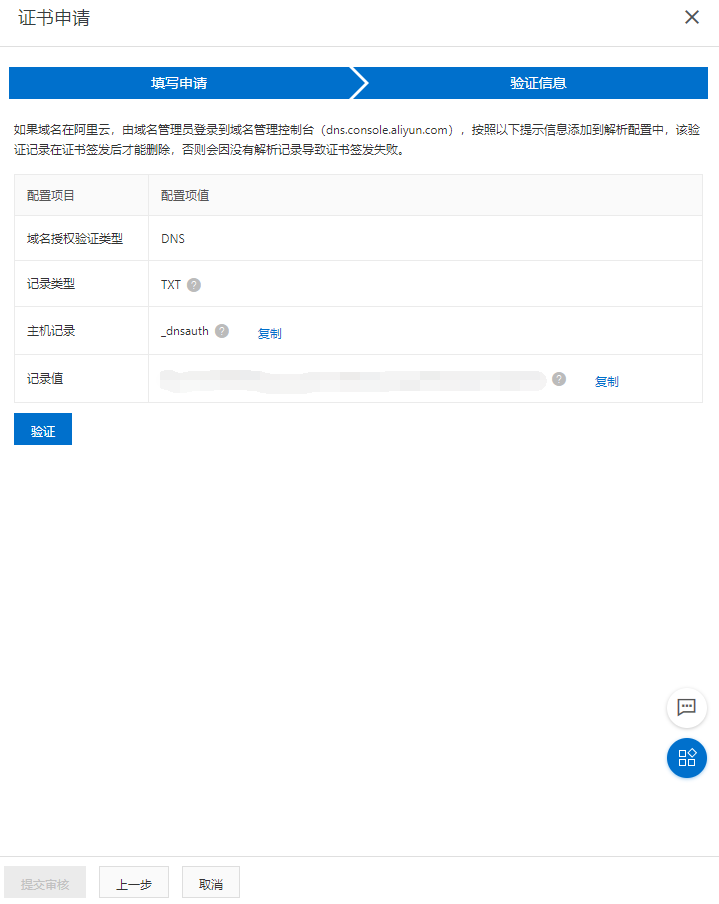 证书申请
填写申请
验证信息
如果域名在阿里云，由域名管理员登录到域名管理控制台（dns.console.aliyun.com），按照以下提示信息添加到解析配置中，该验
证记录在证书签发后才能删除，否则会因没有解析记录导致证书签发失败。
配置项目 配置项值
域名授权验证类型 DNS
记录类型 TXT ?
主机记录 _dnsauth ? 复制
记录值 ? 复制
验证
提交审核 上一步 取消